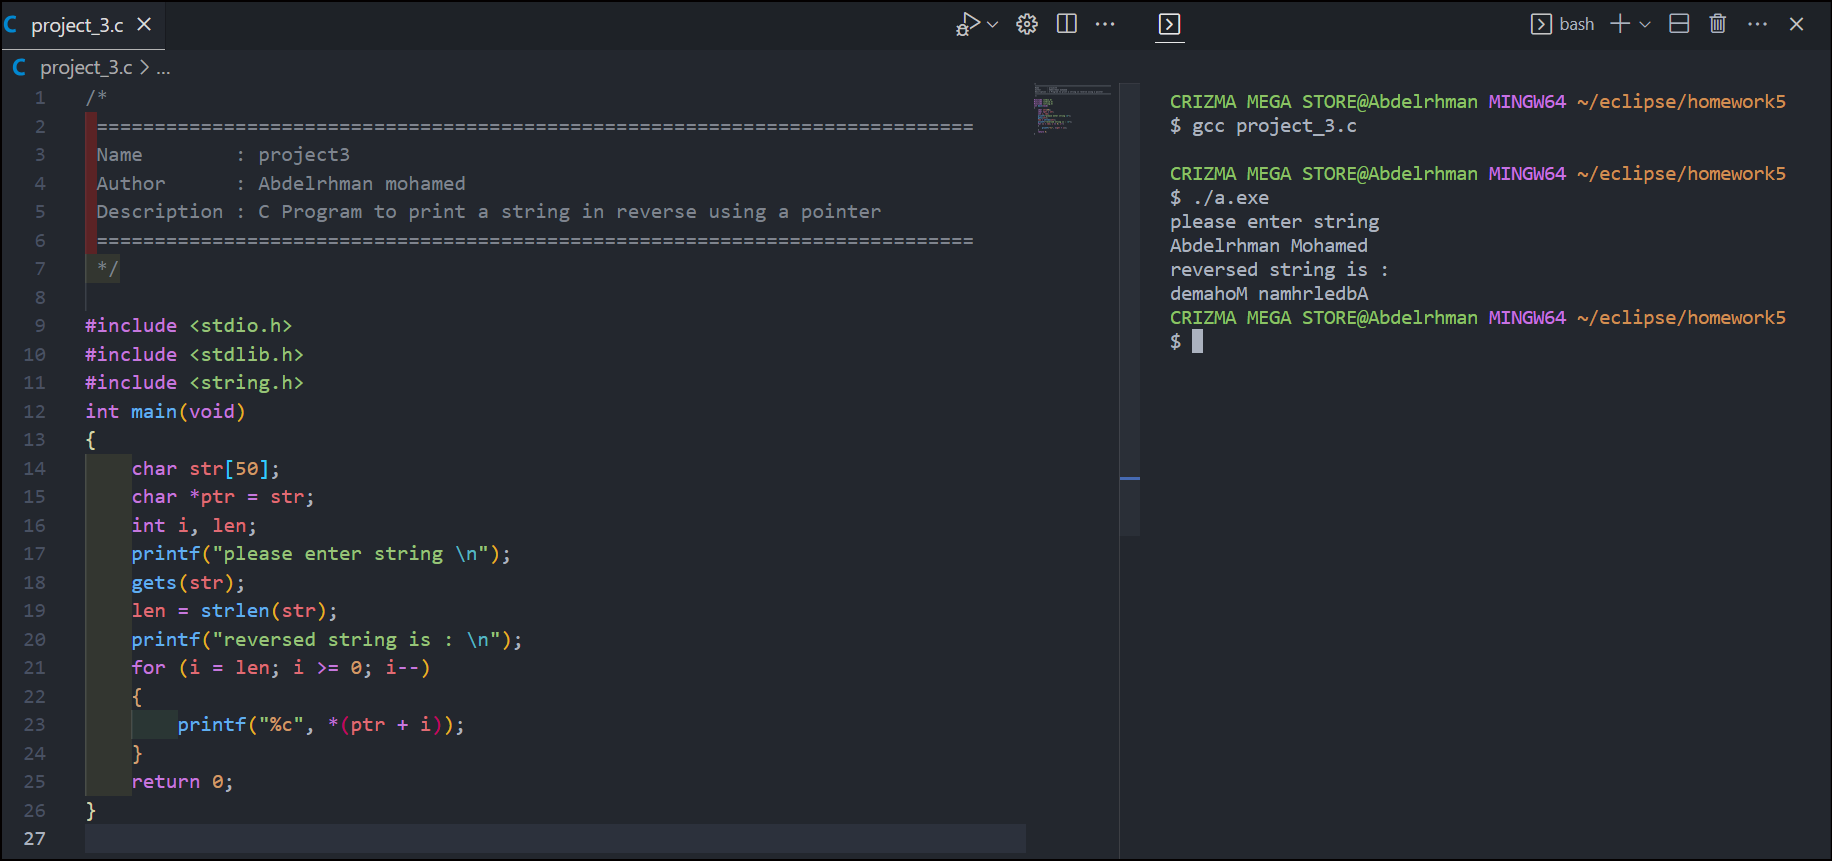 C project_3.c ×
C project_3.c > ...
1 /*
2 ============================================================================
3 Name        : project3
4 Author      : Abdelrhman mohamed
5 Description : C Program to print a string in reverse using a pointer
6 ============================================================================
7 */
8
9 #include <stdio.h>
10 #include <stdlib.h>
11 #include <string.h>
12 int main(void)
13 {
14     char str[50];
15     char *ptr = str;
16     int i, len;
17     printf("please enter string \n");
18     gets(str);
19     len = strlen(str);
20     printf("reversed string is : \n");
21     for (i = len; i >= 0; i--)
22     {
23         printf("%c", *(ptr + i));
24     }
25     return 0;
26 }
27
bash
CRIZMA MEGA STORE@Abdelrhman MINGW64 ~/eclipse/homework5
$ gcc project_3.c
CRIZMA MEGA STORE@Abdelrhman MINGW64 ~/eclipse/homework5
$ ./a.exe
please enter string
Abdelrhman Mohamed
reversed string is :
demahoM namhrledbA
CRIZMA MEGA STORE@Abdelrhman MINGW64 ~/eclipse/homework5
$